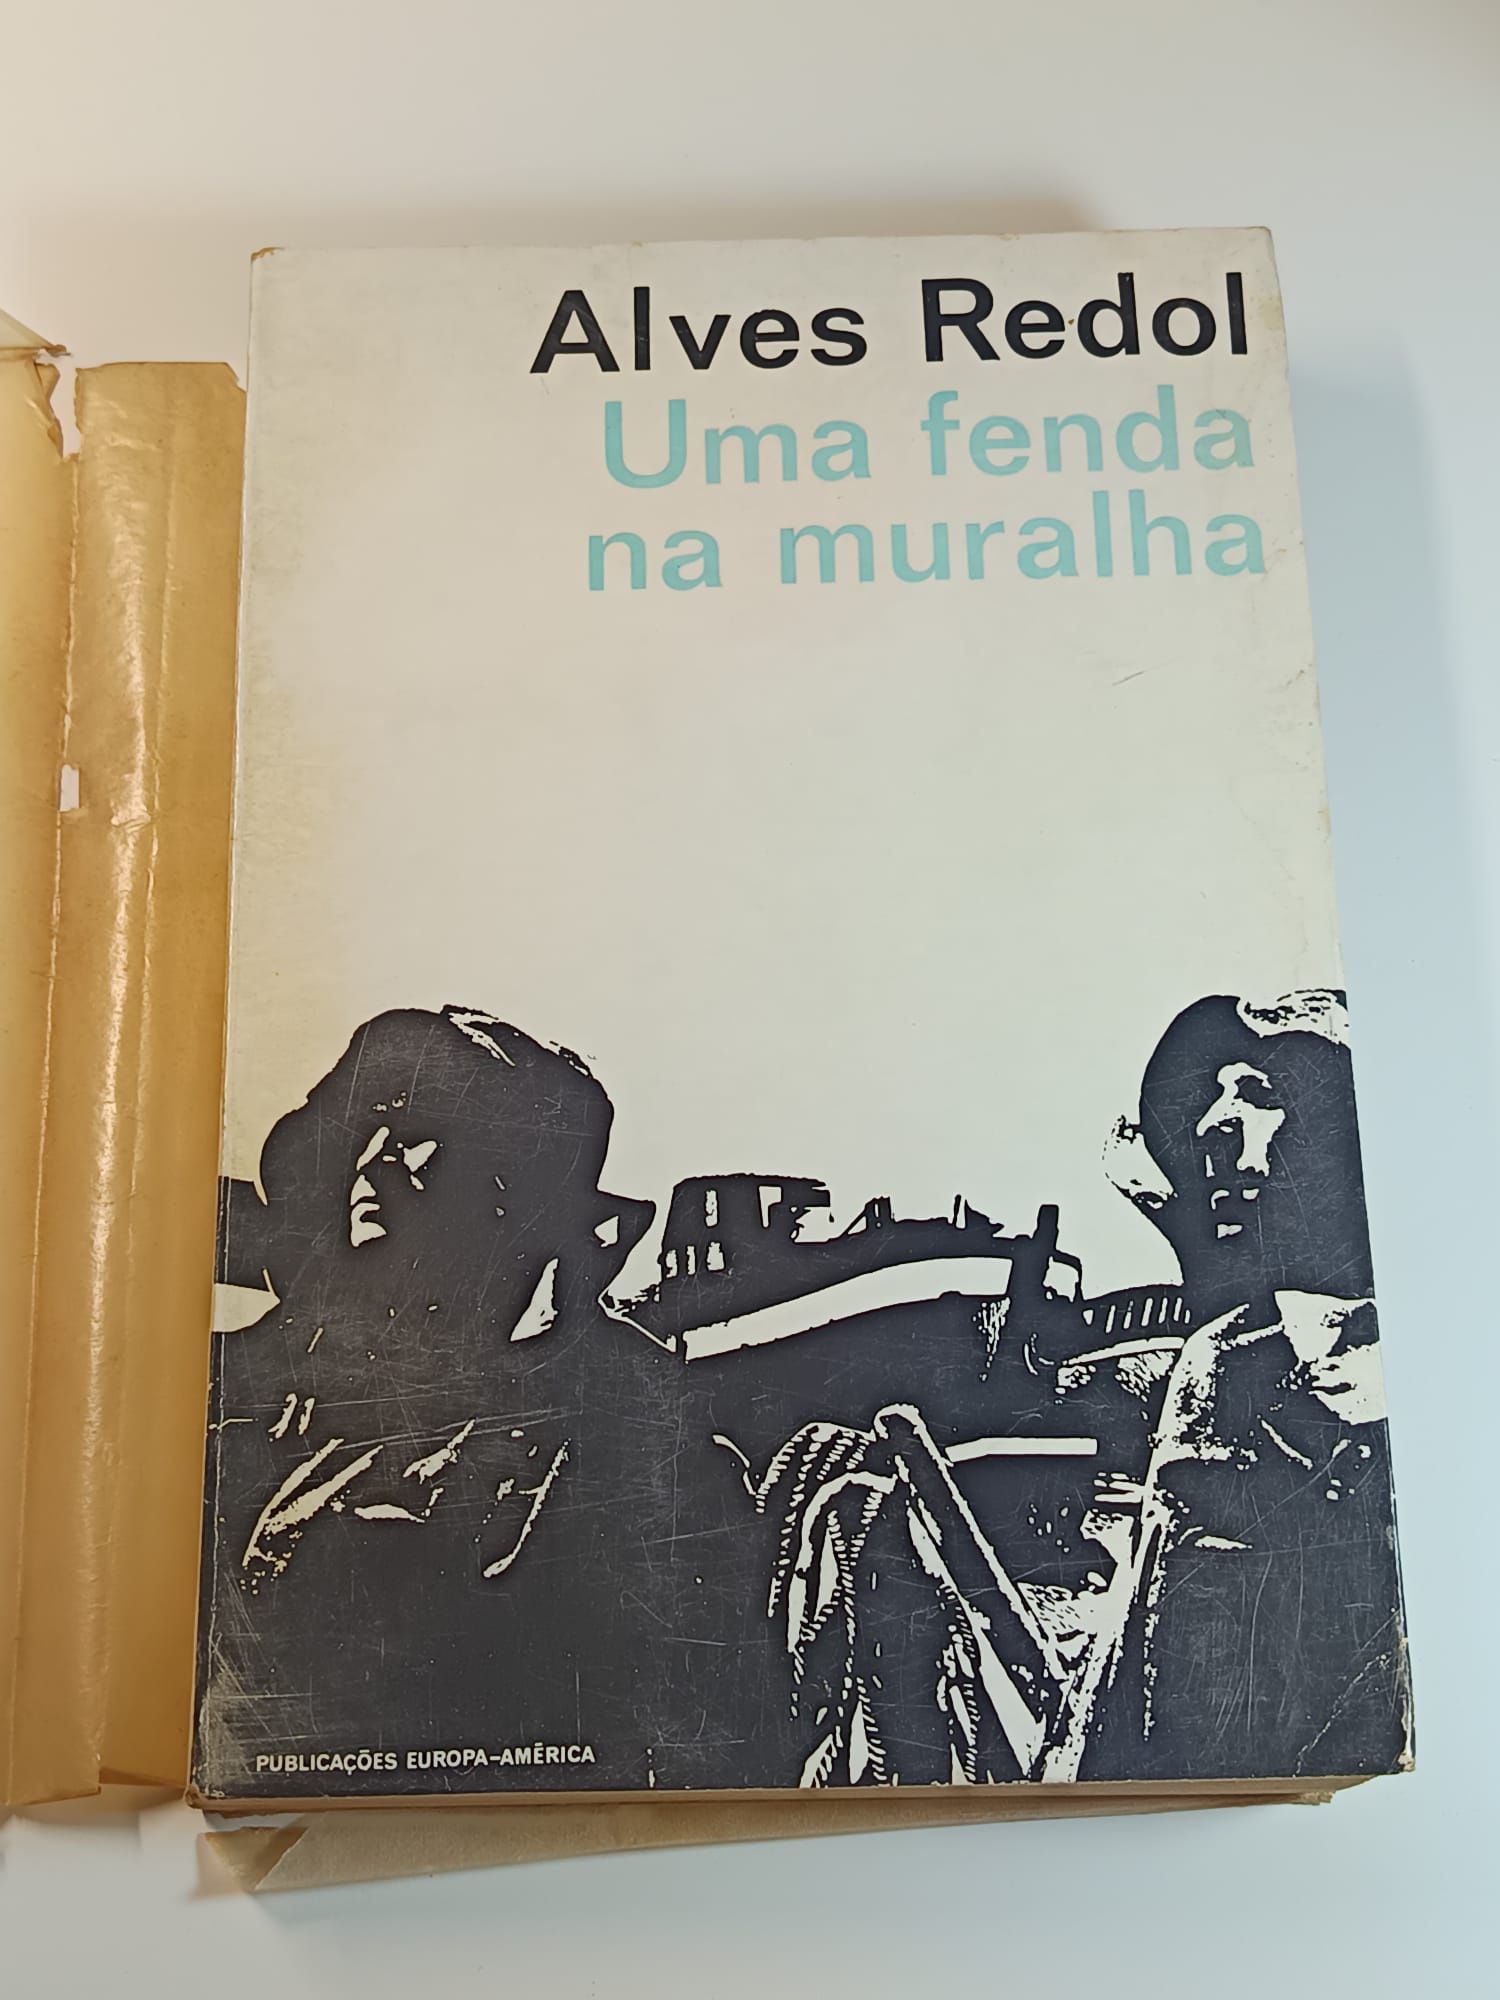 Alves Redol
Uma fenda
na muralha
PUBLICAÇÕES EUROPA-AMÉRICA